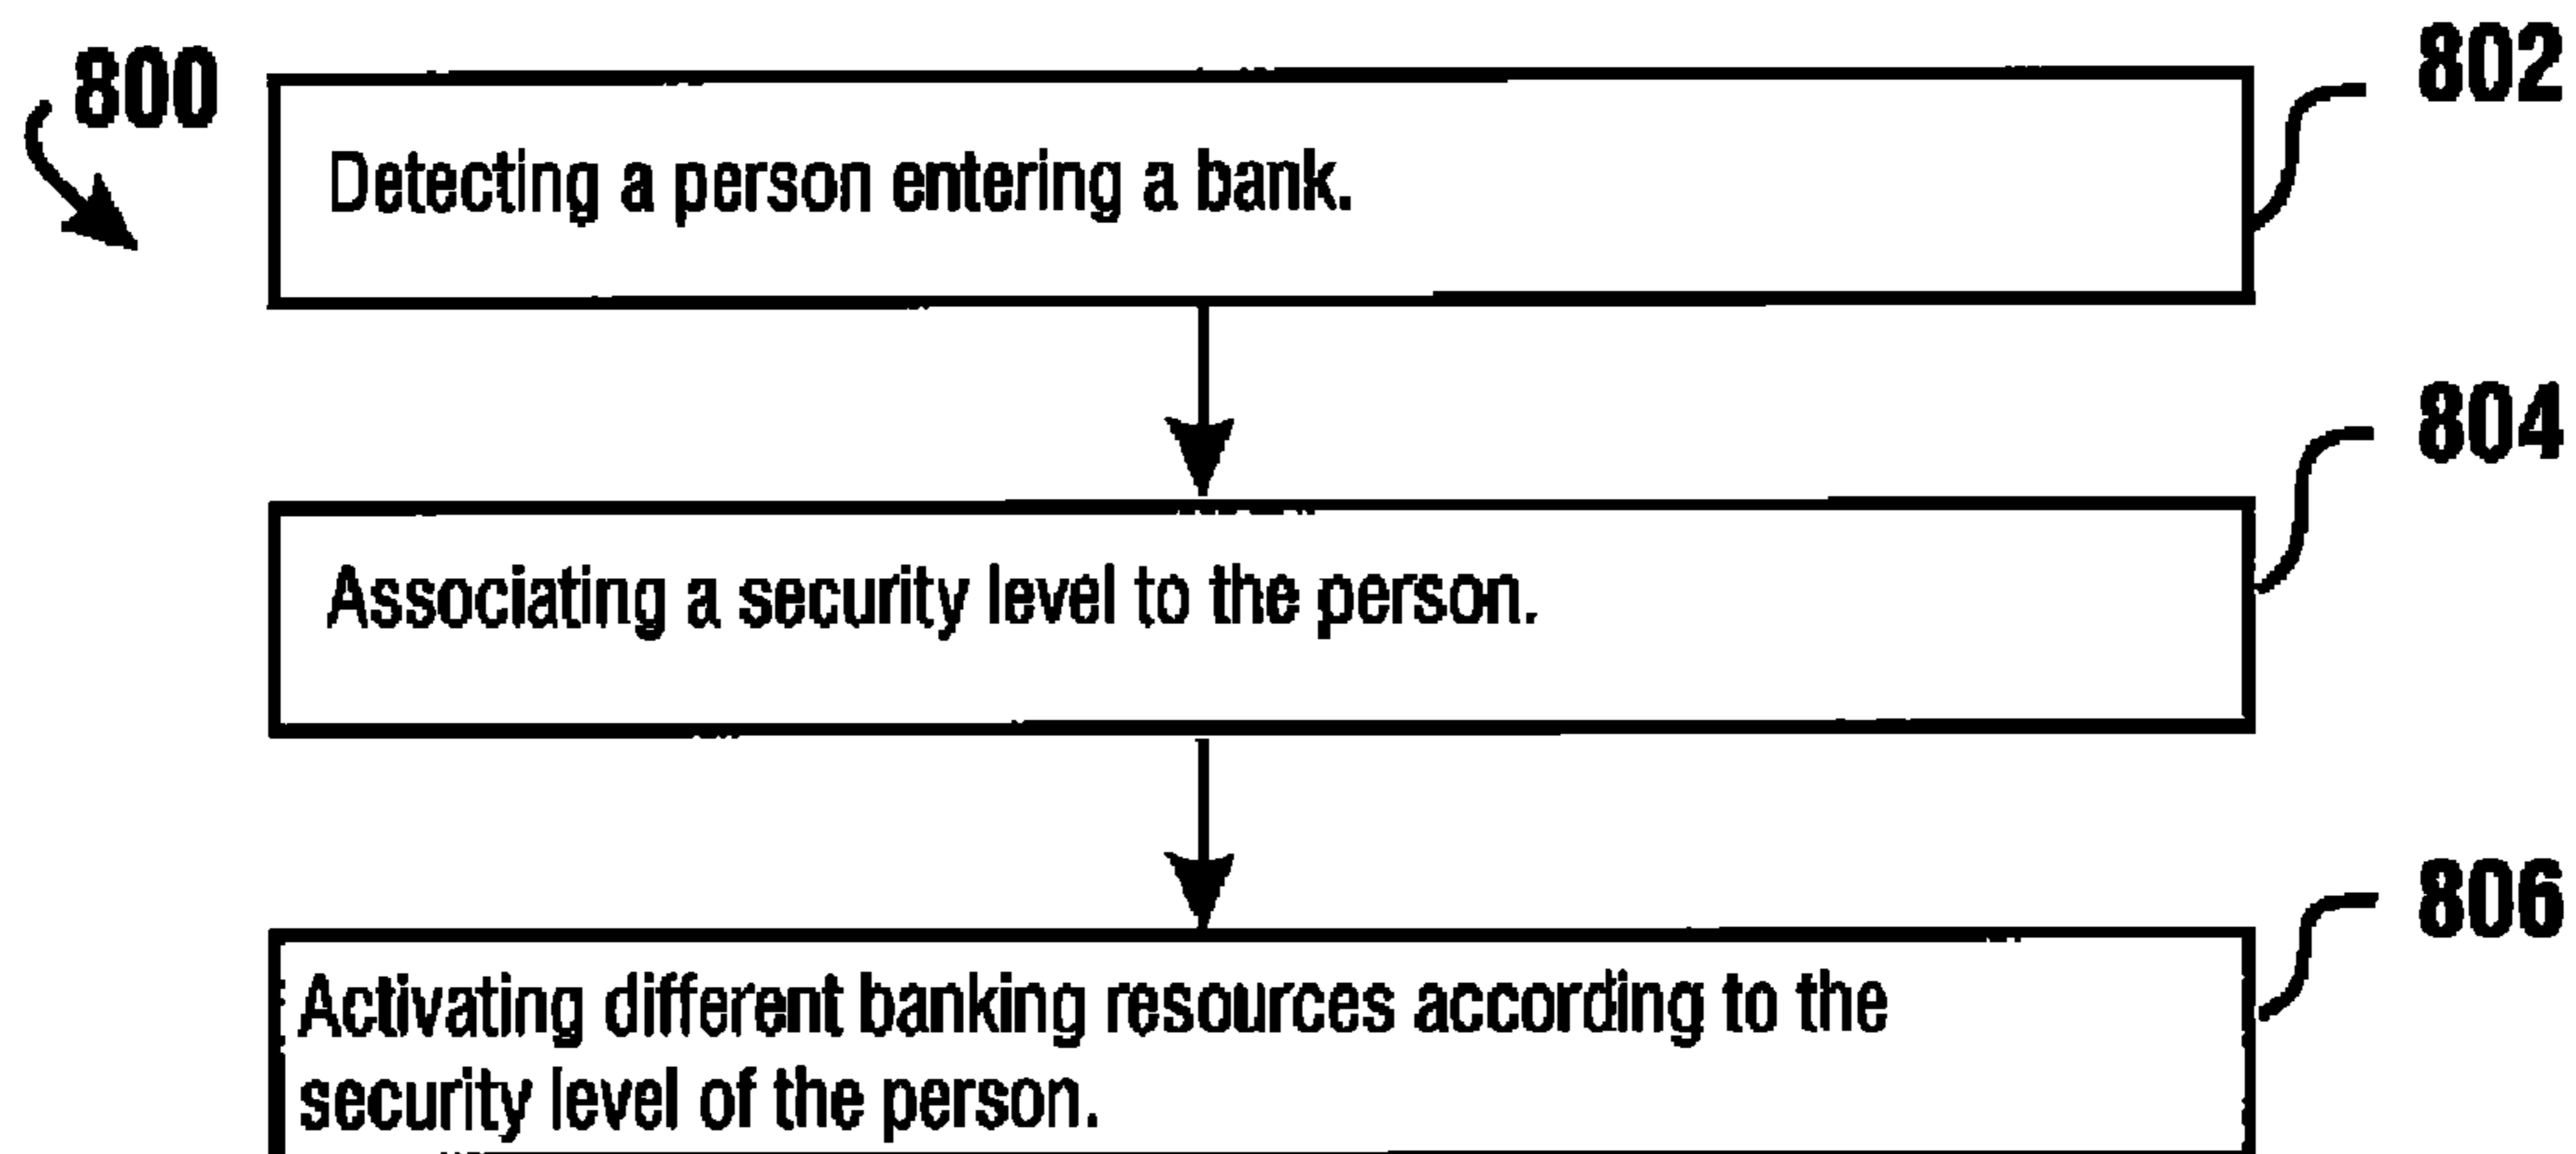 800
802
Detecting a person entering a bank.
804
Associating a security level to the person.
806
Activating different banking resources according to the
security level of the person.